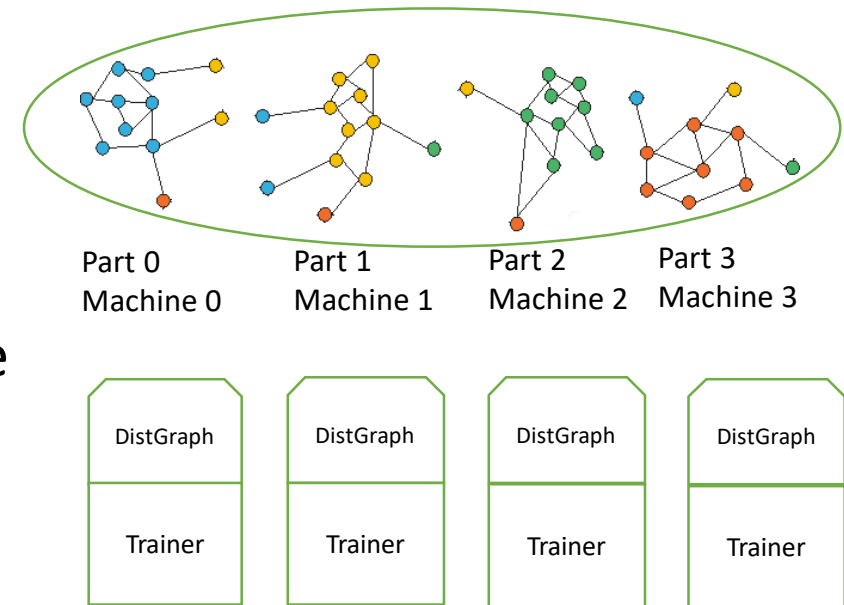 Part 0
Machine 0
Part 1
Machine 1
Part 2
Machine 2
Part 3
Machine 3
e
DistGraph
DistGraph
DistGraph
DistGraph
Trainer
Trainer
Trainer
Trainer